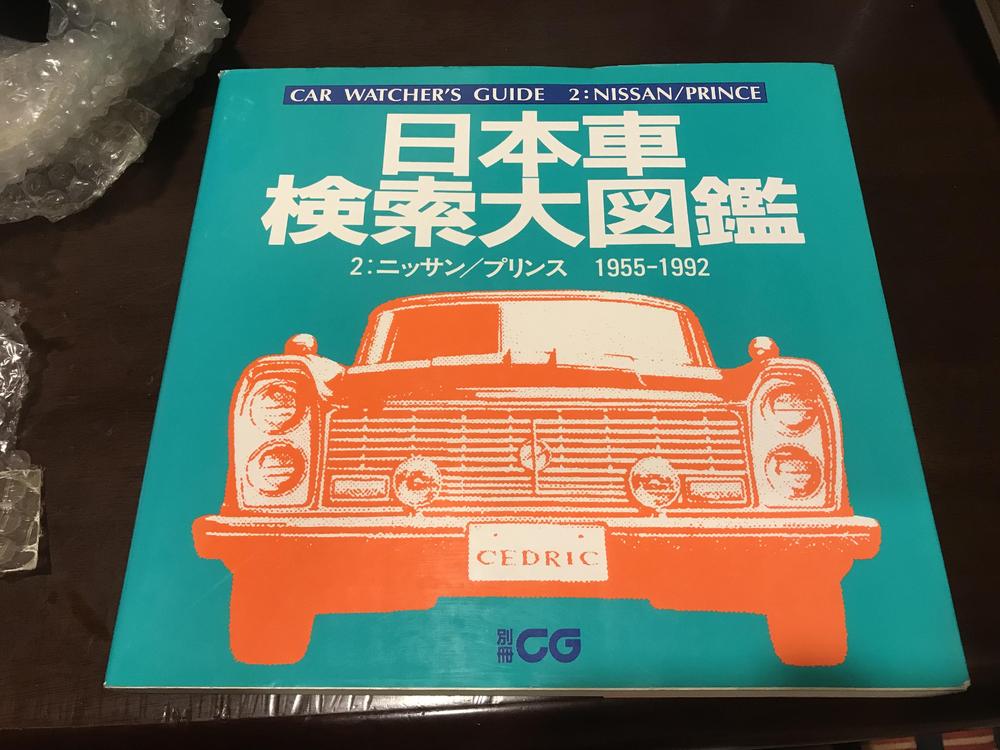 CAR WATCHER'S GUIDE 2:NISSAN/PRINCE
日本車
検索大図鑑
2:ニッサン/プリンス 1955-1992
CEDRIC
別冊CG